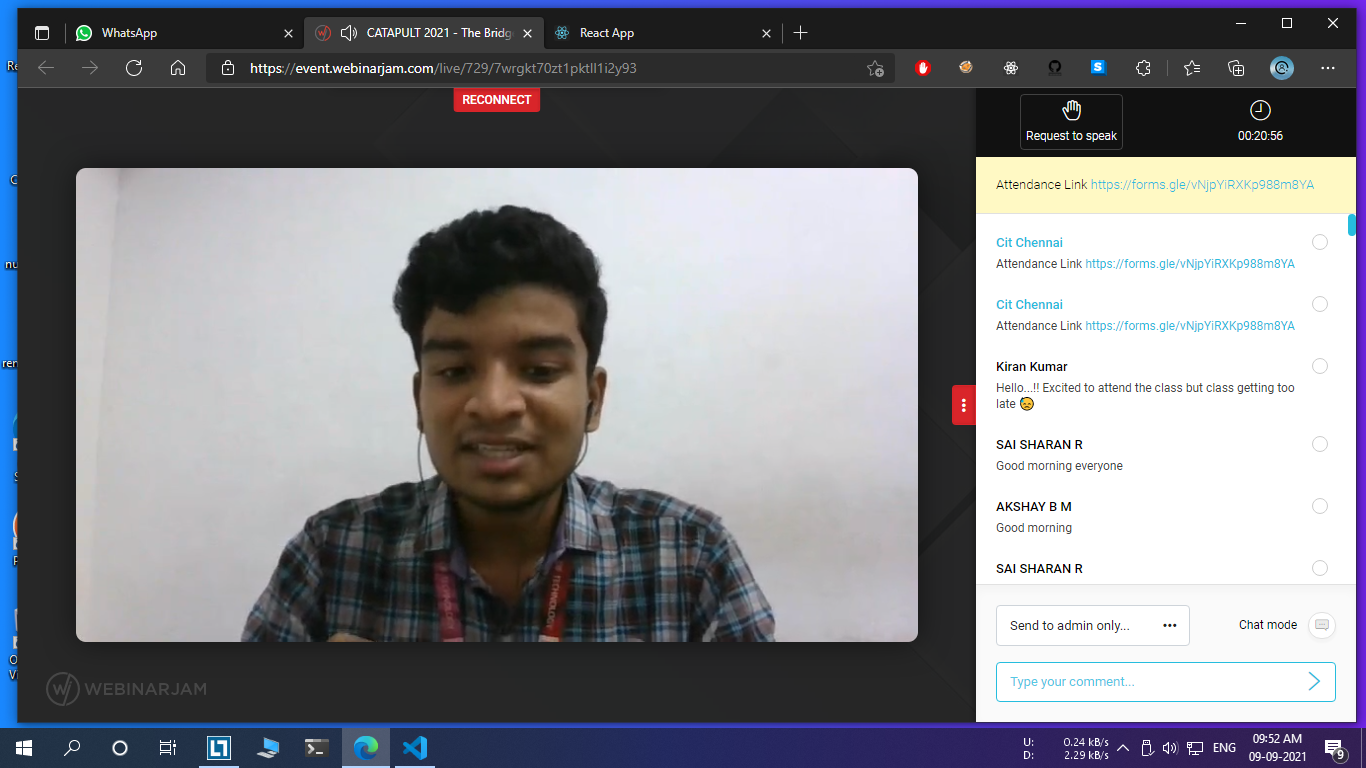 WhatsApp
CATAPULT 2021 - The Bridg
React App
https://event.webinarjam.com/live/729/7wrgkt70zt1pktll1i2y93
S
RECONNECT
Request to speak
00:20:56
Attendance Link https://forms.gle/vNjpYiRXKp988m8YA
Cit Chennai
Attendance Link https://forms.gle/vNjpYiRXKp988m8YA
Cit Chennai
Attendance Link https://forms.gle/vNjpYiRXKp988m8YA
Kiran Kumar
Hello...!! Excited to attend the class but class getting too
late 😓
SAI SHARAN R
Good morning everyone
AKSHAY B M
Good morning
SAI SHARAN R
Send to admin only... •••
Chat mode
Type your comment...
WEBINARJAM
U: 0.24 kB/s
D: 2.29 kB/s
ENG
09:52 AM
09-09-2021
9